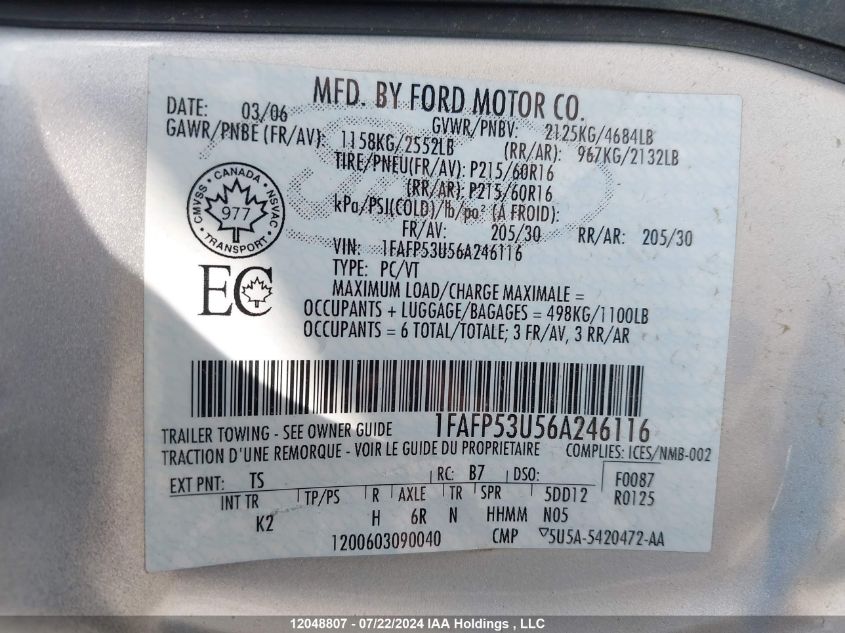 MFD. BY FORD MOTOR CO.
DATE: 03/06 GVWR/PNBV: 2125KG/4684LB
GAWR/PNBE (FR/AV): 1158KG/2552LB (RR/AR): 967KG/2132LB
TIRE/PNEU(FR/AV): P215/60R16
(RR/AR): P215/60R16
kPa/PSI(COLD)/lb/po² (À FROID):
FR/AV: 205/30 RR/AR: 205/30
VIN: 1FAFP53U56A246116
TYPE: PC/VT
MAXIMUM LOAD/CHARGE MAXIMALE =
OCCUPANTS + LUGGAGE/BAGAGES = 498KG/1100LB
OCCUPANTS = 6 TOTAL/TOTALE; 3 FR/AV, 3 RR/AR
CMVSS • CANADA • NSVAC • TRANSPORT •
977
EC
1FAFP53U56A246116
TRAILER TOWING - SEE OWNER GUIDE
TRACTION D'UNE REMORQUE - VOIR LE GUIDE DU PROPRIETAIRE COMPLIES: ICES/NMB-002
EXT PNT: TS RC: B7 DSO: F0087
INT TR TP/PS R AXLE TR SPR 5DD12 R0125
K2 H 6R N HHMM N05
1200603090040 CMP 5U5A-5420472-AA
12048807 - 07/22/2024 IAA Holdings , LLC